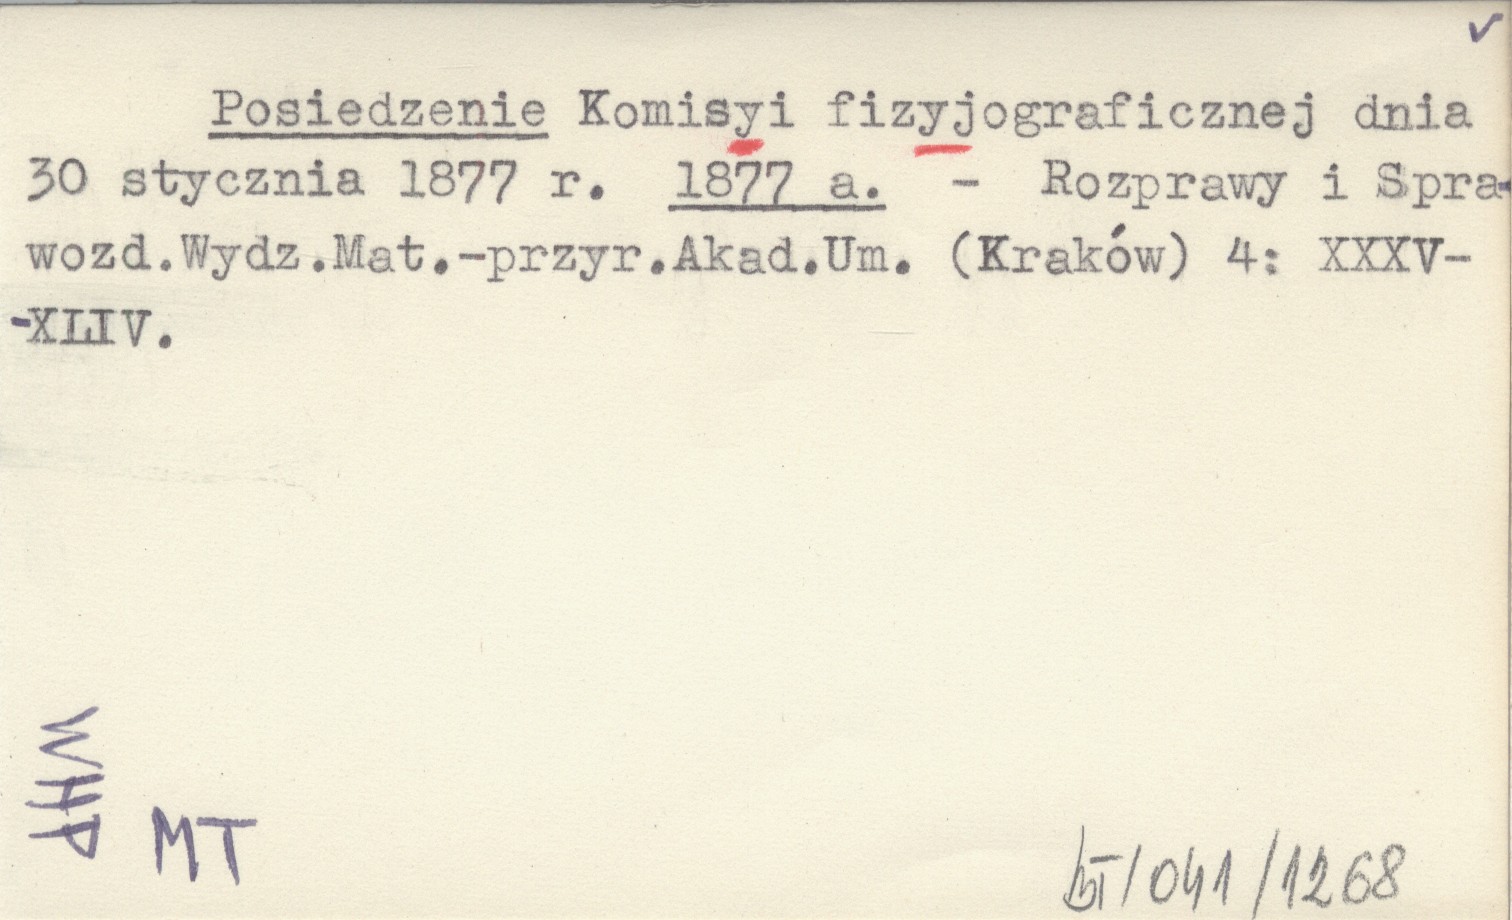 Posiedzenie Komisyi fizyjograficznej dnia
30 stycznia 1877 r. 1877 a. - Rozprawy i Spra-
wozd.Wydz.Mat.-przyr.Akad.Um. (Kraków) 4: XXXV-
-XLIV.
WHP
MT
/041/1268